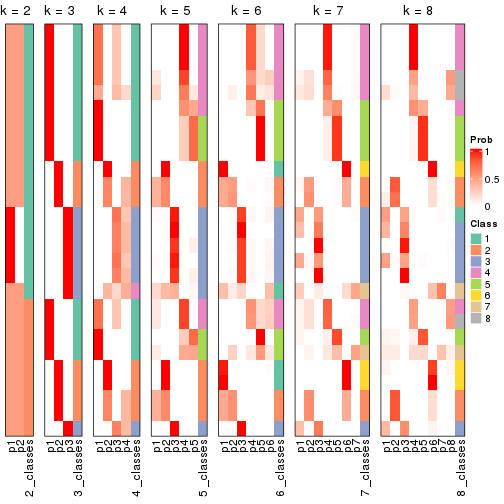 k = 2 k = 3 k = 4 k = 5 k = 6 k = 7 k = 8
Prob
1
0.5
0
Class
1
2
3
4
5
6
7
8
p1 p2 2_classes p1 p2 p3 3_classes p1 p2 p3 p4 4_classes p1 p2 p3 p4 p5 5_classes p1 p2 p3 p4 p5 p6 6_classes p1 p2 p3 p4 p5 p6 p7 7_classes p1 p2 p3 p4 p5 p6 p7 p8 8_classes